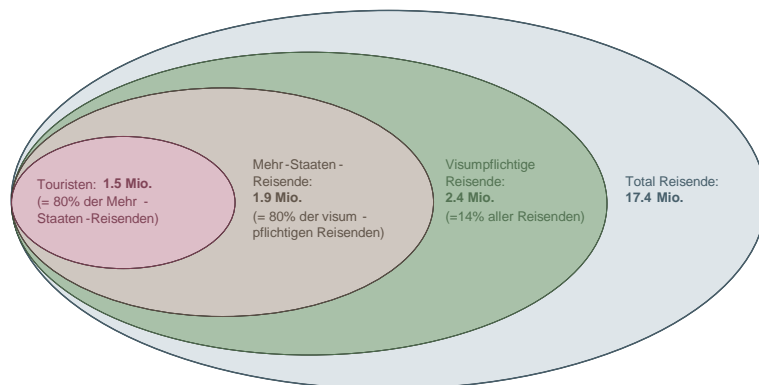 Touristen: 1.5 Mio.
(= 80% der Mehr -
Staaten-Reisenden)
Mehr-Staaten-
Reisende:
1.9 Mio.
(= 80% der visum -
pflichtigen Reisenden)
Visumpflichtige
Reisende:
2.4 Mio.
(=14% aller Reisenden)
Total Reisende:
17.4 Mio.